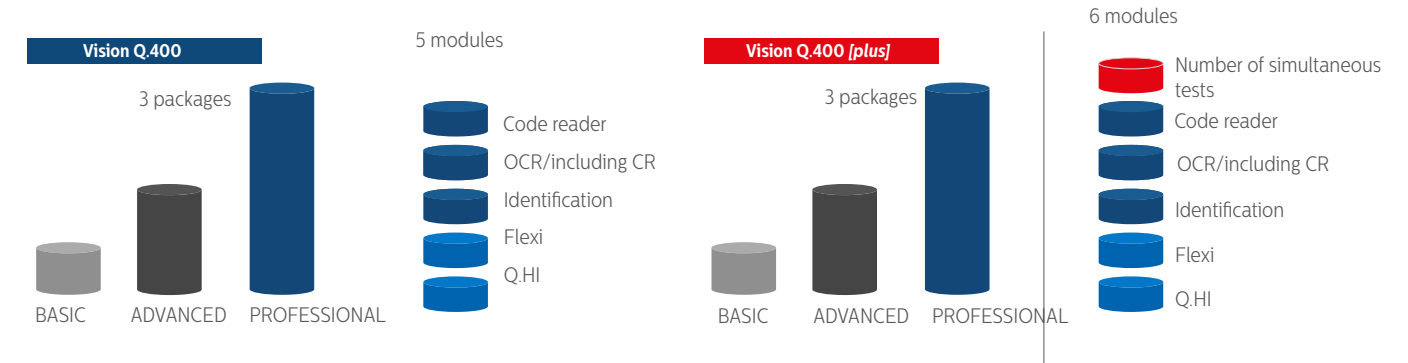 Vision Q.400
5 modules
3 packages
Code reader
OCR/including CR
Identification
Flexi
Q.HI
BASIC
ADVANCED
PROFESSIONAL
Vision Q.400 [plus]
6 modules
3 packages
Number of simultaneous
tests
Code reader
OCR/including CR
Identification
Flexi
Q.HI
BASIC
ADVANCED
PROFESSIONAL